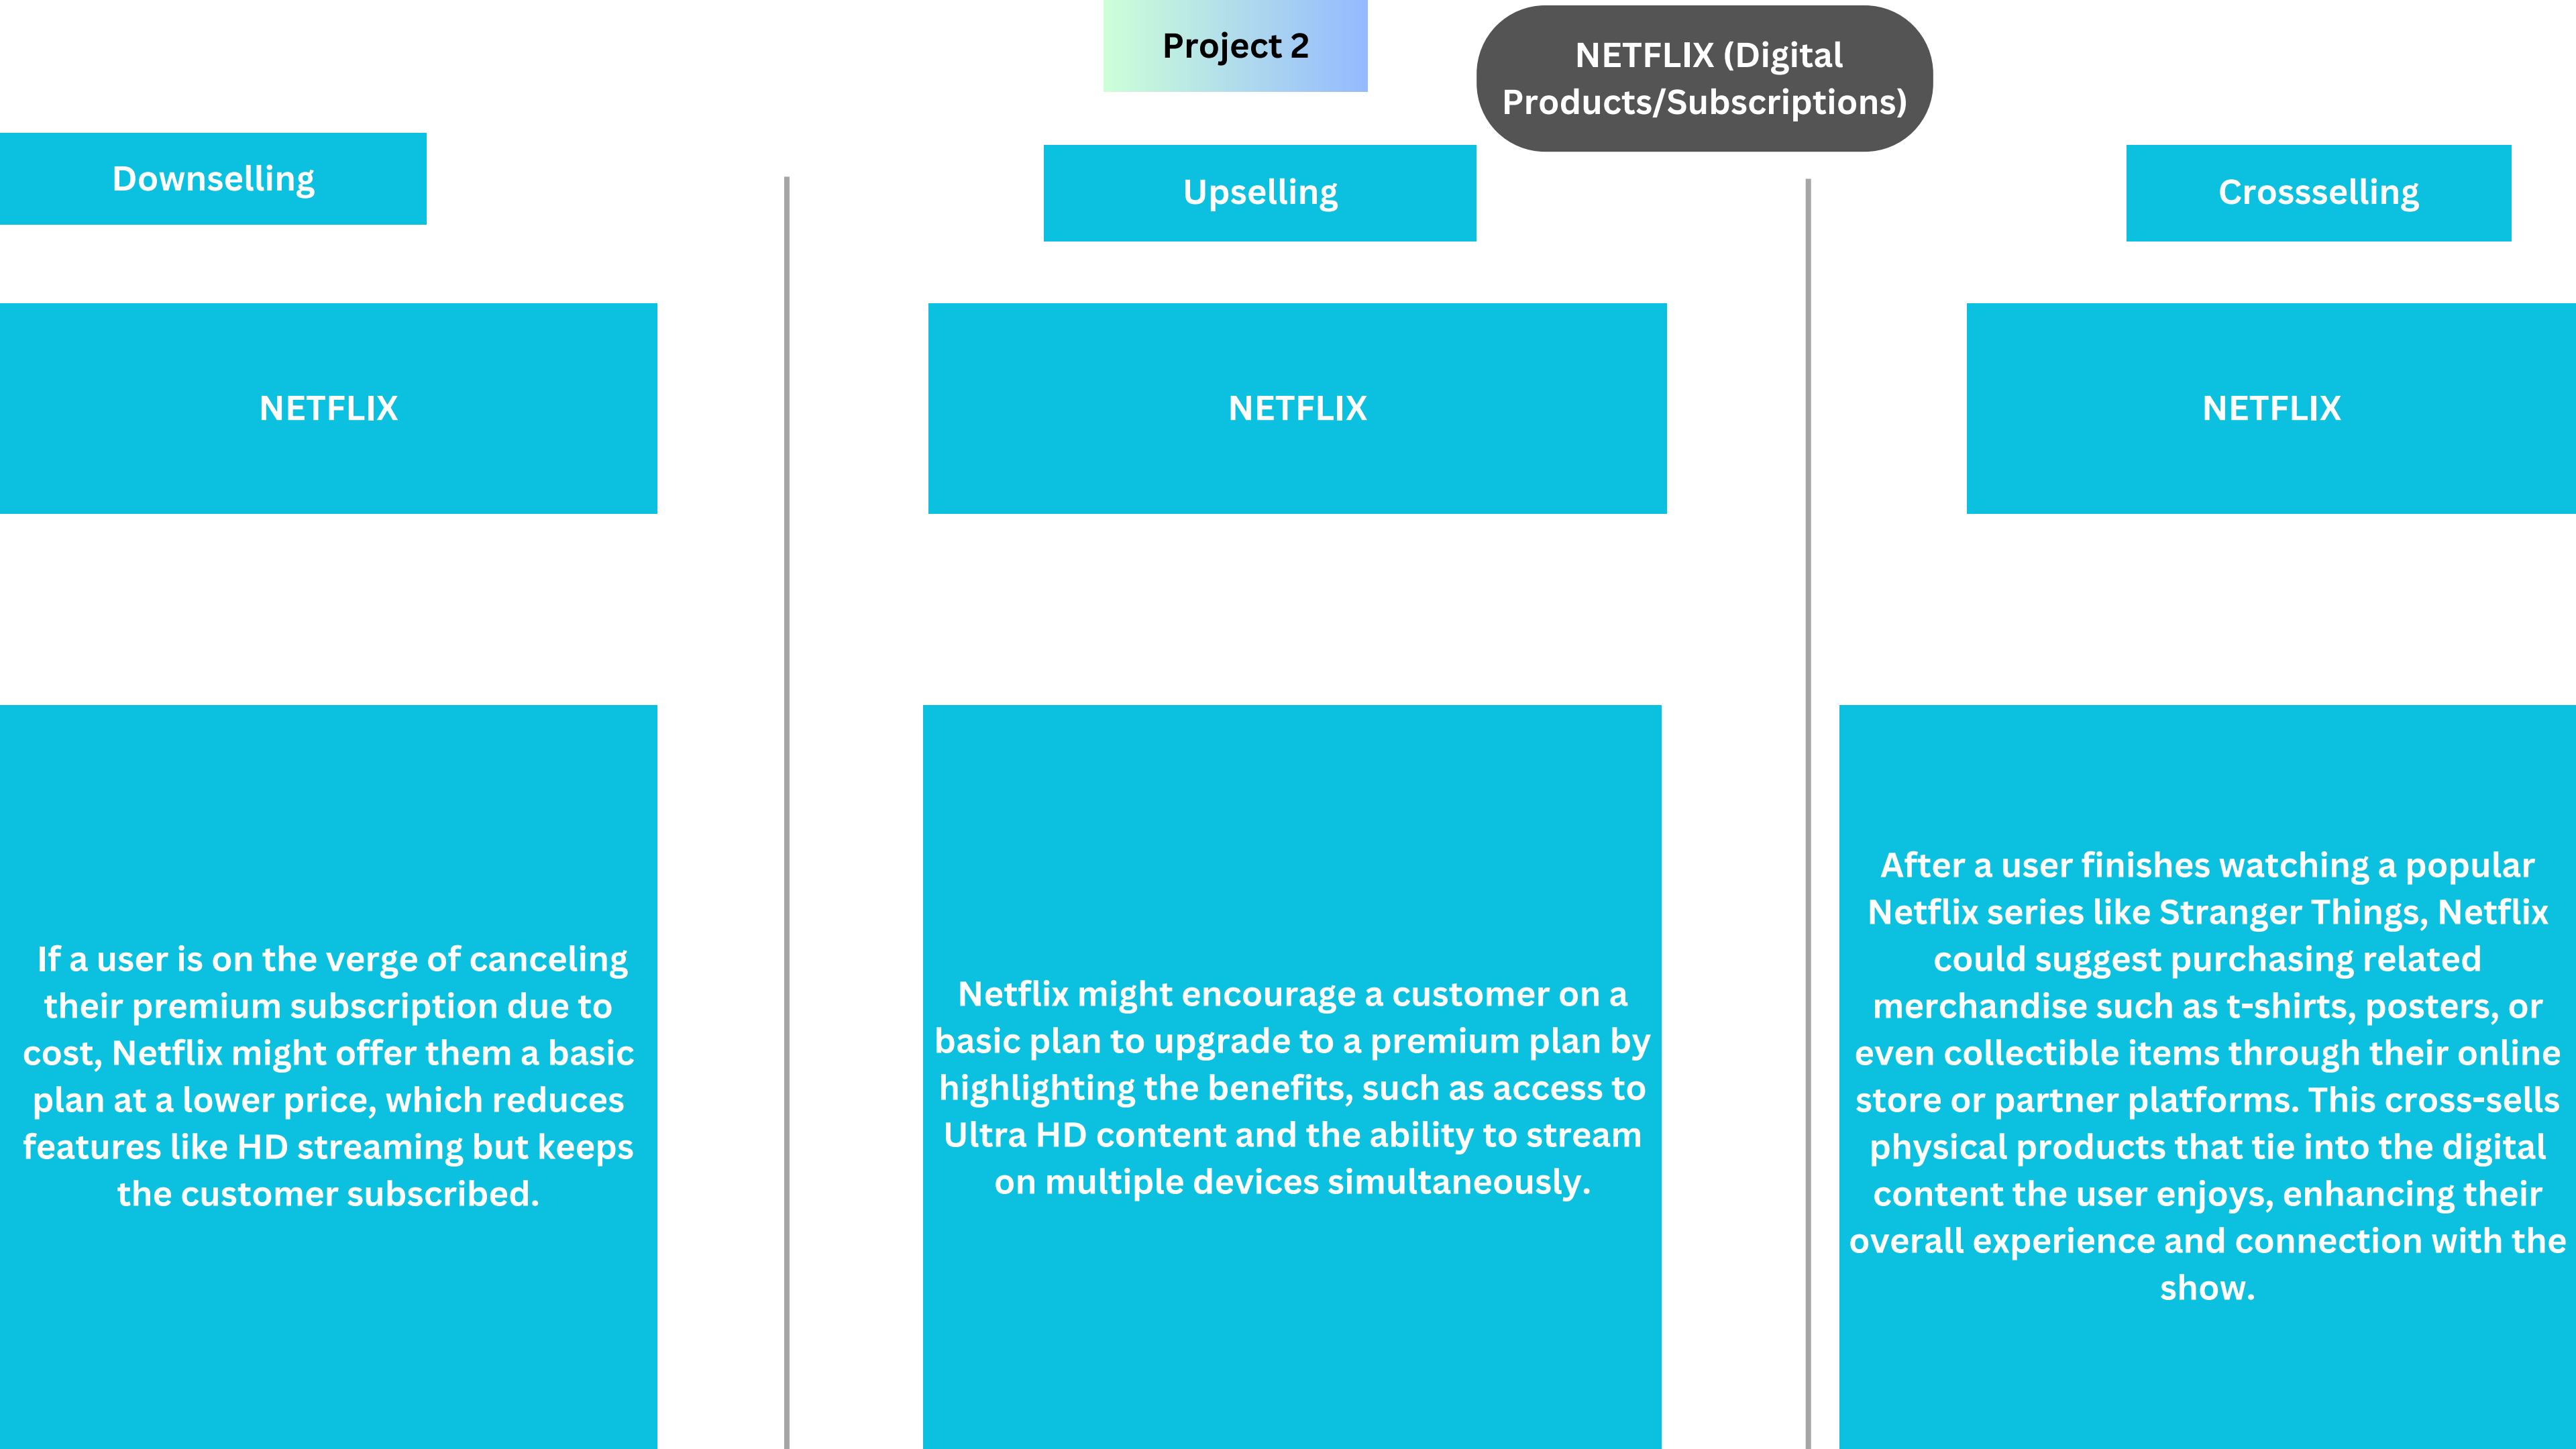 Project 2
NETFLIX (Digital
Products/Subscriptions)
Downselling
NETFLIX
If a user is on the verge of canceling
their premium subscription due to
cost, Netflix might offer them a basic
plan at a lower price, which reduces
features like HD streaming but keeps
the customer subscribed.
Upselling
NETFLIX
Netflix might encourage a customer on a
basic plan to upgrade to a premium plan by
highlighting the benefits, such as access to
Ultra HD content and the ability to stream
on multiple devices simultaneously.
Crossselling
NETFLIX
After a user finishes watching a popular
Netflix series like Stranger Things, Netflix
could suggest purchasing related
merchandise such as t-shirts, posters, or
even collectible items through their online
store or partner platforms. This cross-sells
physical products that tie into the digital
content the user enjoys, enhancing their
overall experience and connection with the
show.